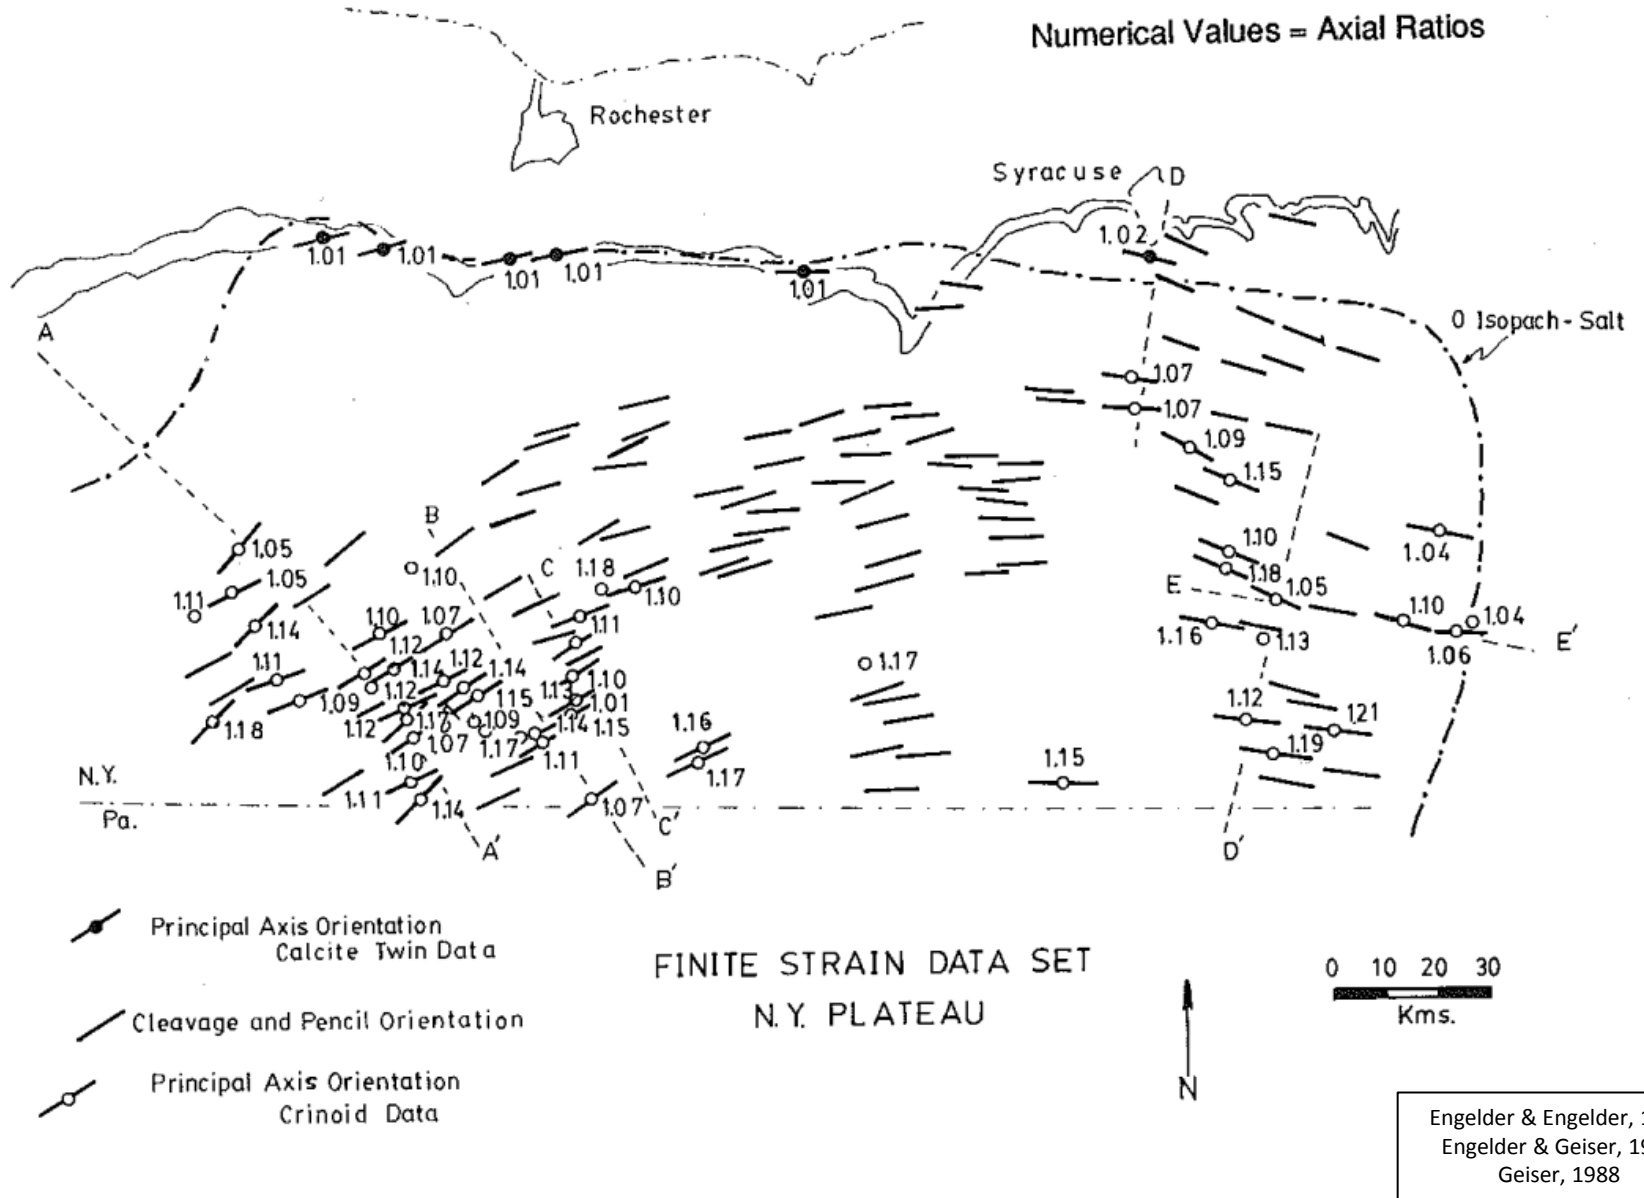 Numerical Values = Axial Ratios
Rochester
Syracuse D
1.02
A
1.01 1.01 1.01 1.01 1.01
0 Isopach - Salt
1.07
1.07
1.09
1.15
B
1.05
1.10
1.04
C
1.18
1.10
1.18
1.05
1.10
1.05
E
1.11
1.10
1.07
1.11
1.14
1.16
1.13
1.10
1.04
1.06
E'
1.12
1.14
1.12
1.14
1.11
1.17
1.10
1.13
1.01
1.09
1.12
1.15
1.18
1.12
1.09
1.14
1.15
1.16
1.12
1.21
1.07
1.17
1.11
1.17
1.19
1.10
1.15
N.Y.
1.11
1.14
1.07
Pa.
C'
A'
D'
B'
Principal Axis Orientation
Calcite Twin Data
Cleavage and Pencil Orientation
Principal Axis Orientation
Crinoid Data
FINITE STRAIN DATA SET
N.Y. PLATEAU
N
0 10 20 30
Kms.
Engelder & Engelder, 1
Engelder & Geiser, 19
Geiser, 1988